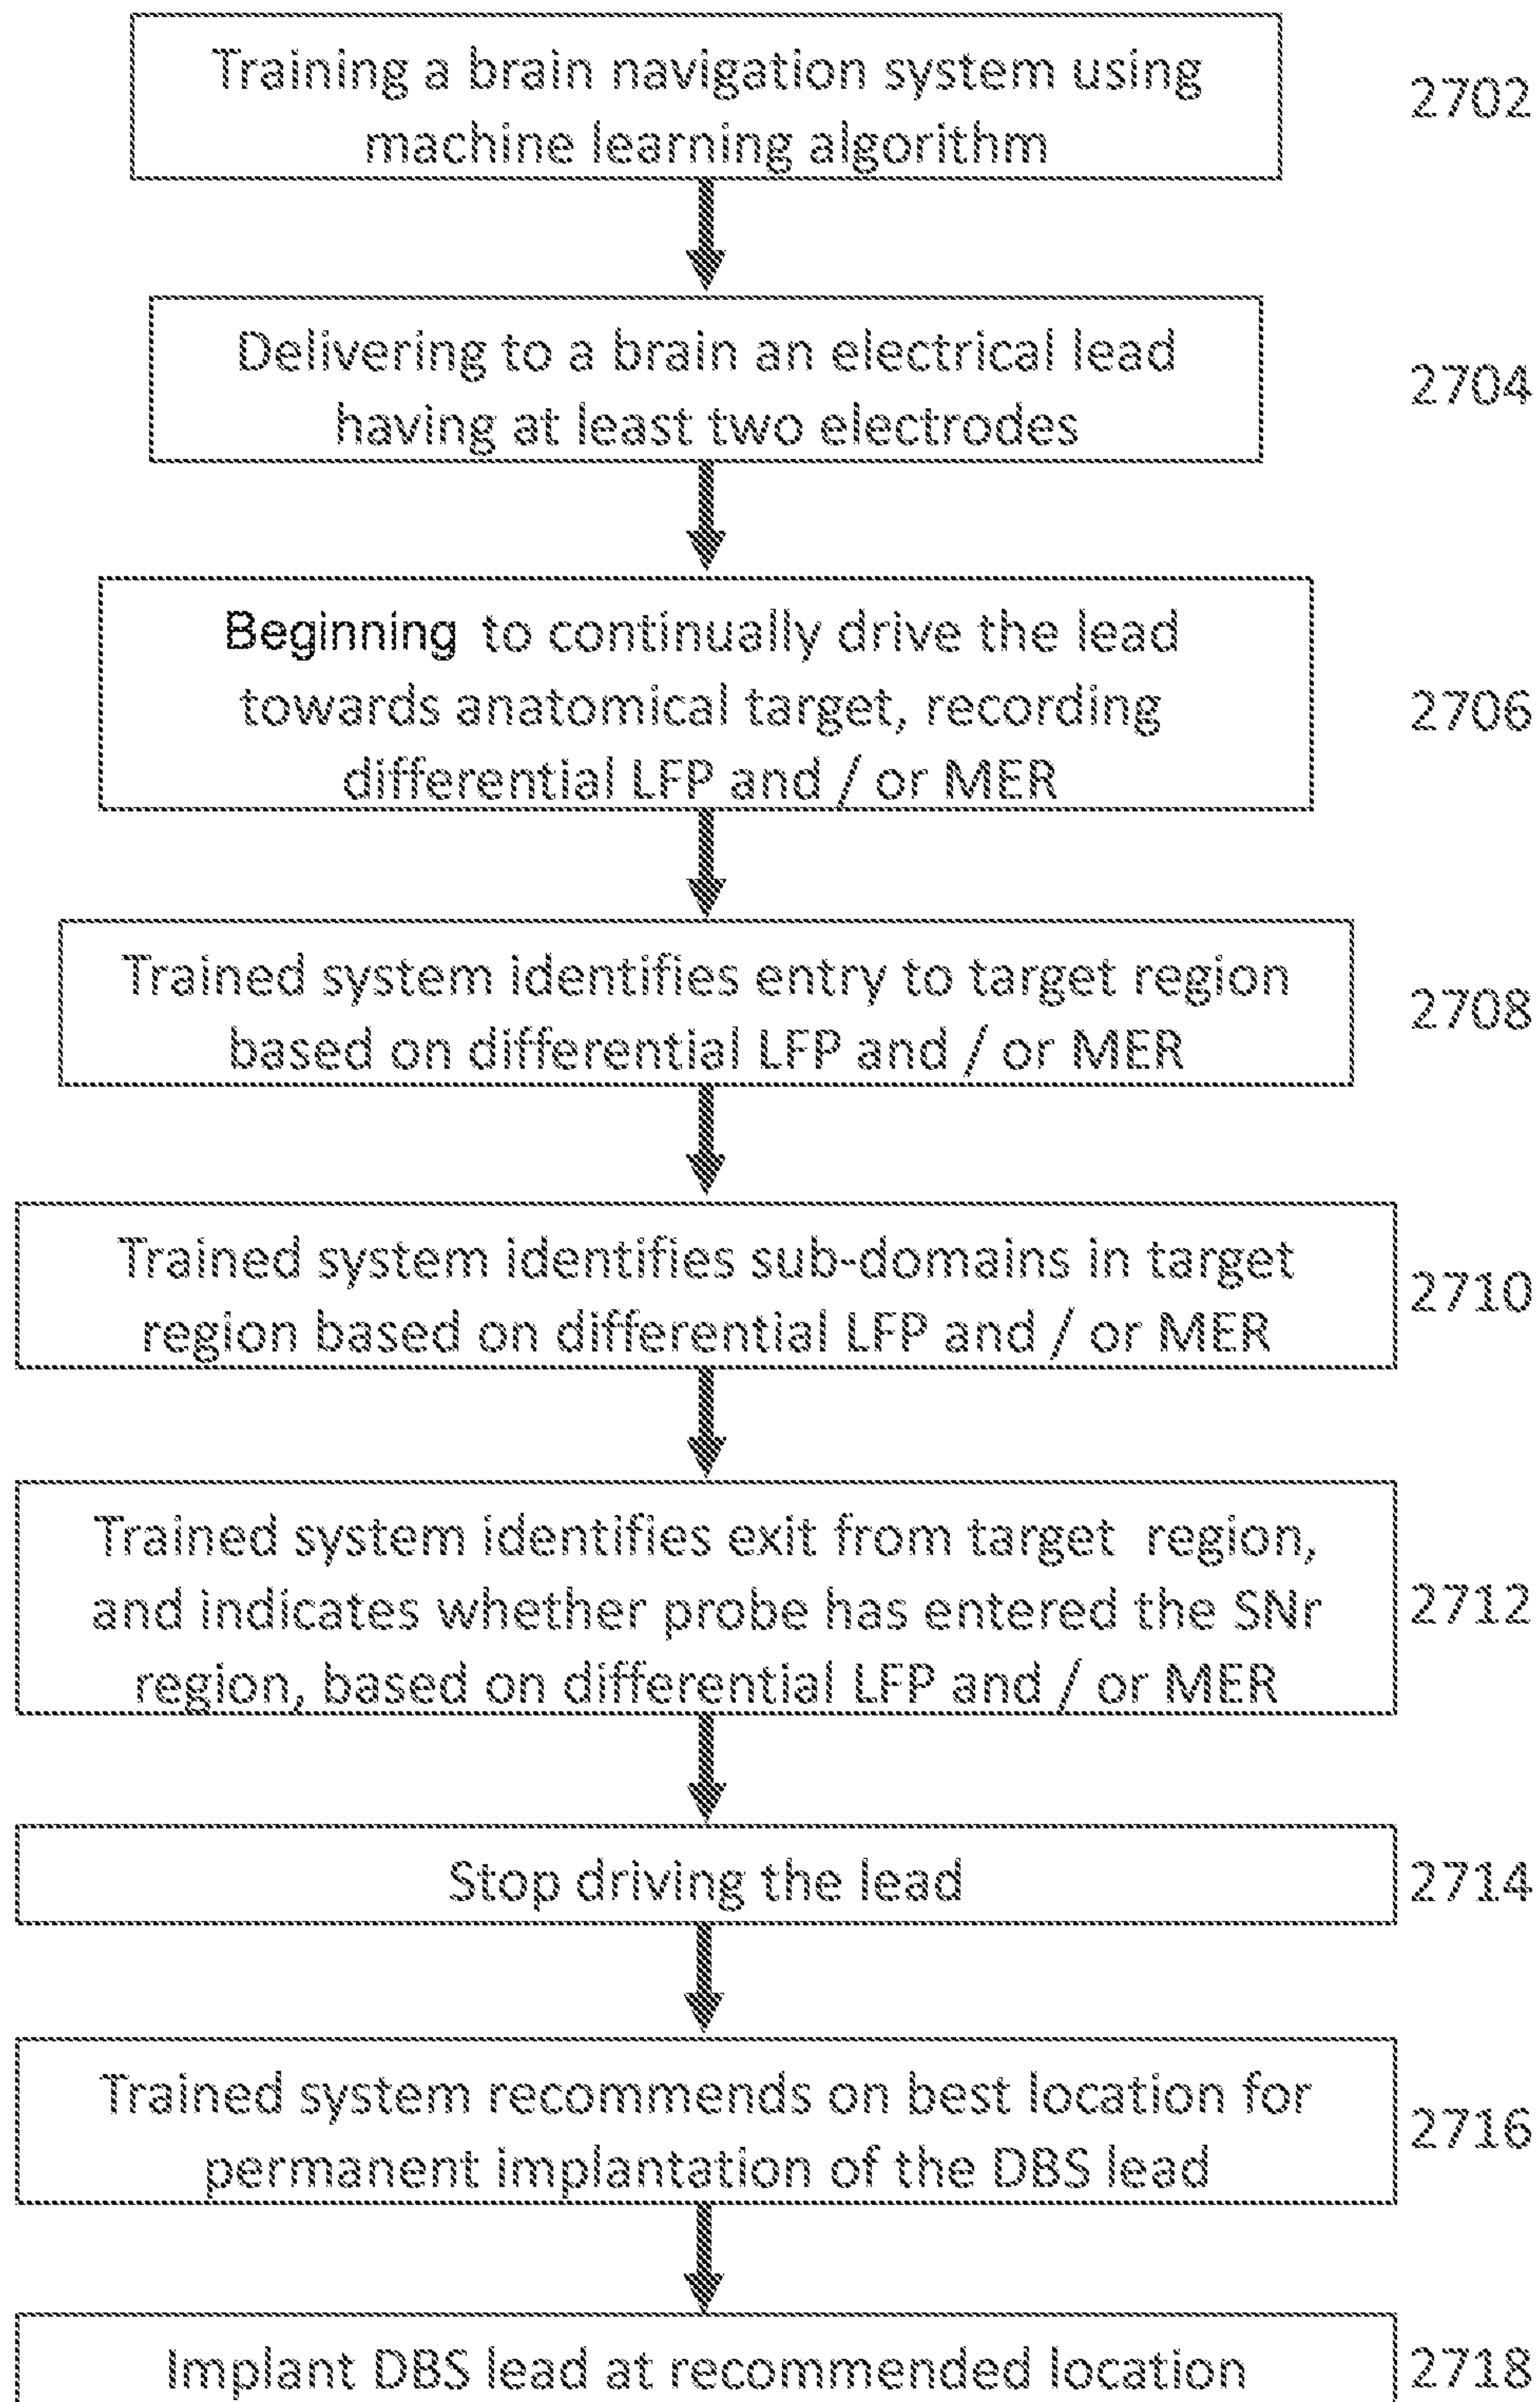 Training a brain navigation system using
machine learning algorithm
2702
Delivering to a brain an electrical lead
having at least two electrodes
2704
Beginning to continually drive the lead
towards anatomical target, recording
differential LFP and / or MER
2706
Trained system identifies entry to target region
based on differential LFP and / or MER
2708
Trained system identifies sub-domains in target
region based on differential LFP and / or MER
2710
Trained system identifies exit from target region,
and indicates whether probe has entered the SNr
region, based on differential LFP and / or MER
2712
Stop driving the lead
2714
Trained system recommends on best location for
permanent implantation of the DBS lead
2716
Implant DBS lead at recommended location
2718